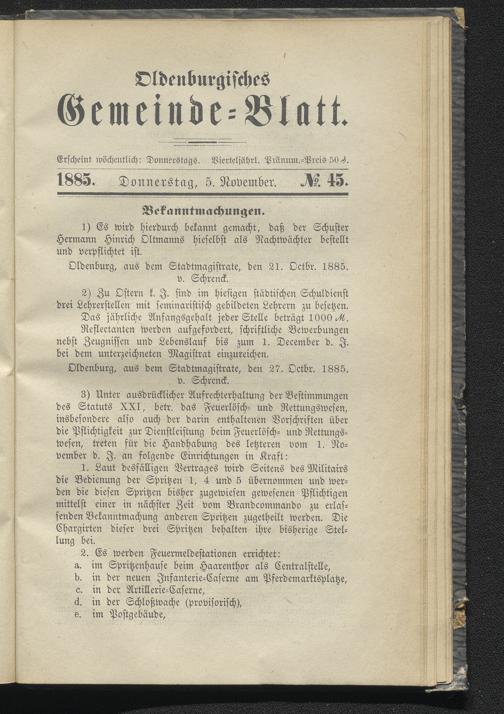 Oldenburgisches
Gemeinde-Blatt.
Erscheint wöchentlich: Donnerstags. Vierteljährl. Pränum.-Preis 50 ₰.
1885. Donnerstag, 5. November. № 45.
Bekanntmachungen.
1) Es wird hierdurch bekannt gemacht, daß der Schuster
Hermann Hinrich Oltmanns hieselbst als Nachtwächter bestellt
und verpflichtet ist.
Oldenburg, aus dem Stadtmagistrate, den 21. Octbr. 1885.
v. Schrenck.
2) Zu Ostern k. J. sind im hiesigen städtischen Schuldienst
drei Lehrerstellen mit seminaristisch gebildeten Lehrern zu besetzen.
Das jährliche Anfangsgehalt jeder Stelle beträgt 1000 M.
Reflectanten werden aufgefordert, schriftliche Bewerbungen
nebst Zeugnissen und Lebenslauf bis zum 1. December d. J.
bei dem unterzeichneten Magistrat einzureichen.
Oldenburg, aus dem Stadtmagistrate, den 27. Octbr. 1885.
v. Schrenck.
3) Unter ausdrücklicher Aufrechterhaltung der Bestimmungen
des Statuts XXI, betr. das Feuerlösch- und Rettungswesen,
insbesondere also auch der darin enthaltenen Vorschriften über
die Pflichtigkeit zur Dienstleistung beim Feuerlösch- und Rettungs-
wesen, treten für die Handhabung des letzteren vom 1. No-
vember d. J. an folgende Einrichtungen in Kraft:
1. Laut desfälligen Vertrages wird Seitens des Militairs
die Bedienung der Spritzen 1, 4 und 5 übernommen und wer-
den die diesen Spritzen bisher zugewiesen gewesenen Pflichtigen
mittelst einer in nächster Zeit vom Brandcommando zu erlas-
senden Bekanntmachung anderen Spritzen zugetheilt werden. Die
Chargirten dieser drei Spritzen behalten ihre bisherige Stel-
lung bei.
2. Es werden Feuermeldestationen errichtet:
a. im Spritzenhause beim Haarenthor als Centralstelle,
b. in der neuen Infanterie-Caserne am Pferdemarktsplatze,
c. in der Artillerie-Caserne,
d. in der Schloßwache (provisorisch),
e. im Postgebäude,